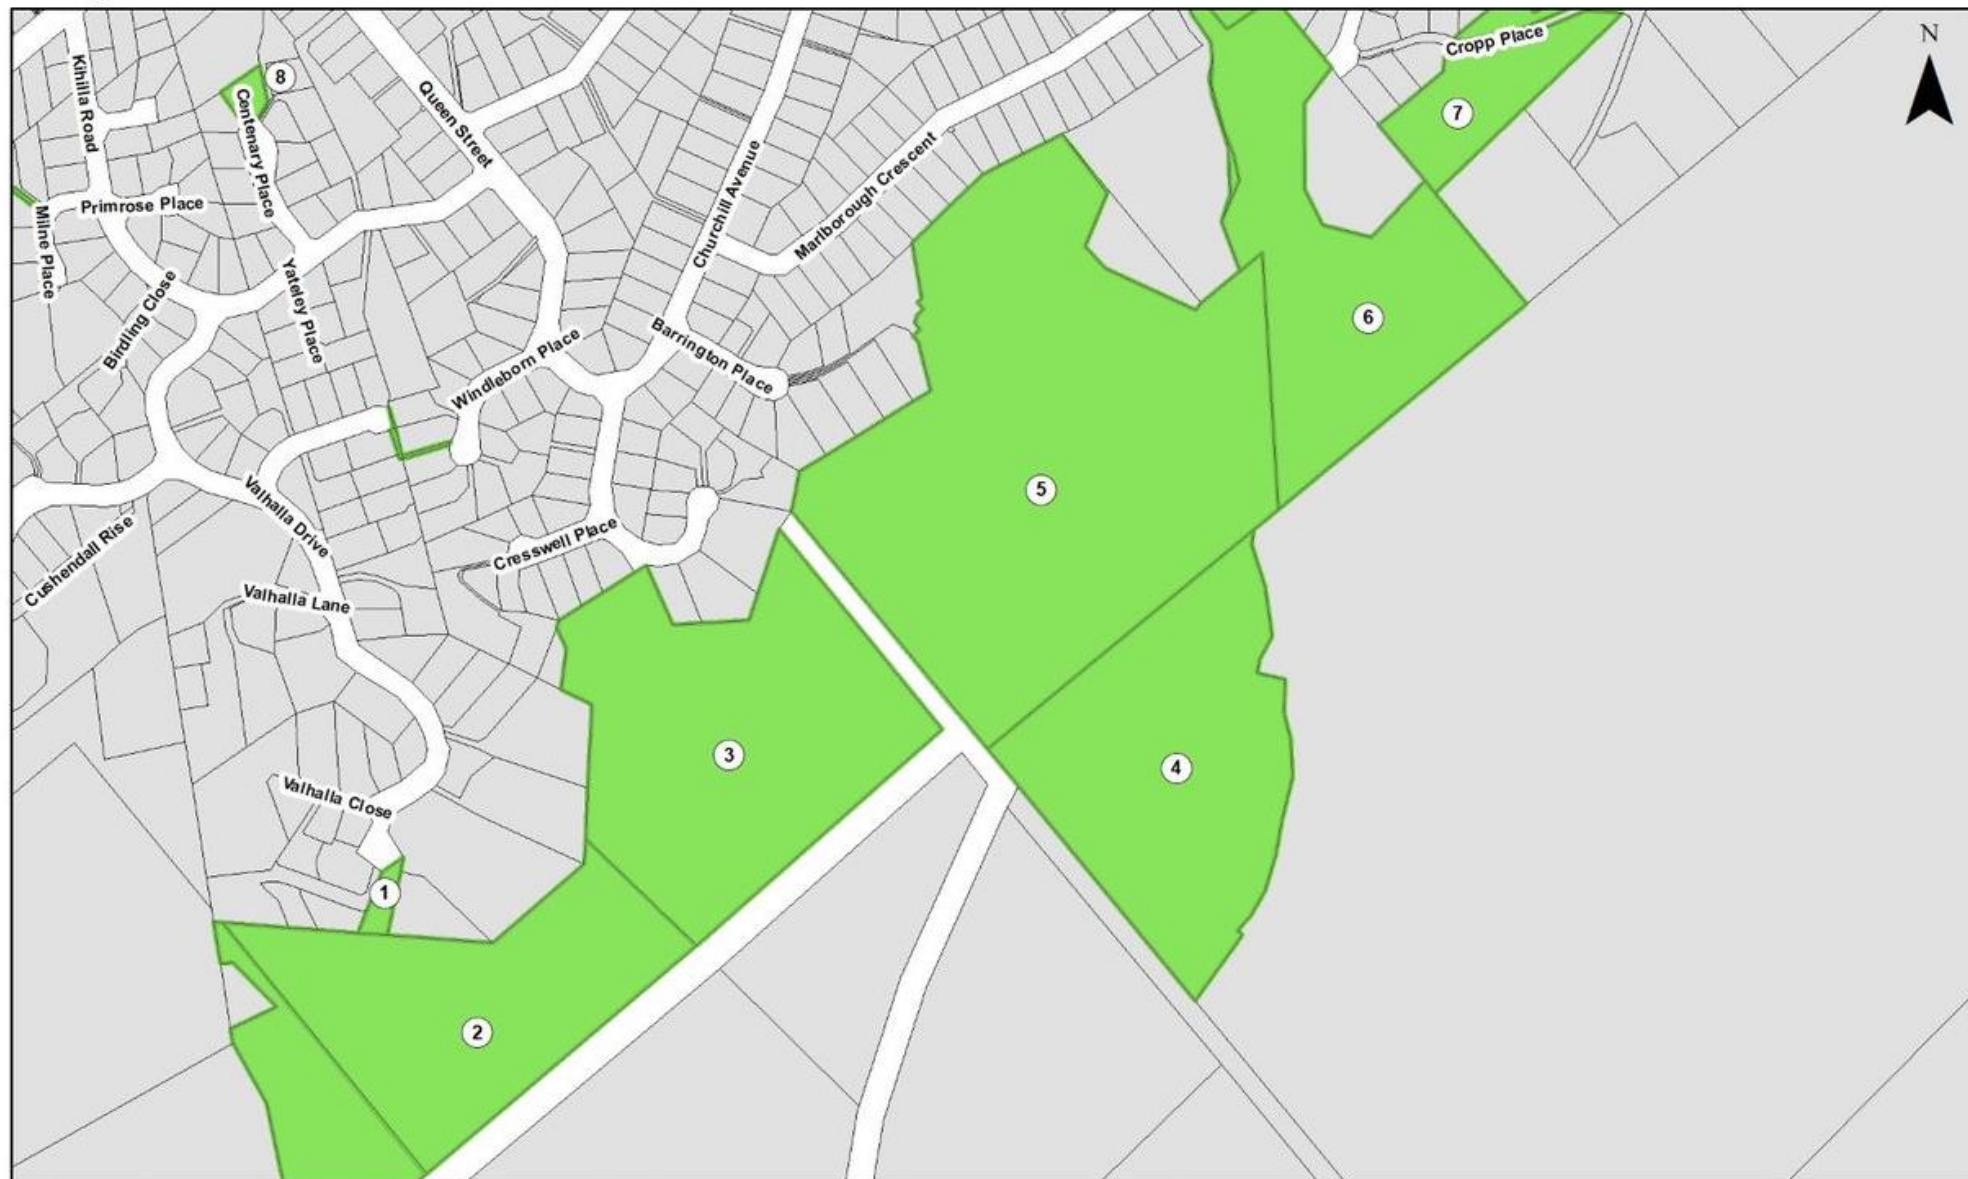 N
Cropp Place
8
Kihilla Road
Queen Street
Centenary Place
7
Churchill Avenue
Marlborough Crescent
Primrose Place
Milne Place
Yateley Place
Birdling Close
6
Barrington Place
Windleborn Place
5
Valhalla Drive
Cushendall Rise
Cresswell Place
Valhalla Lane
3
4
Valhalla Close
1
2